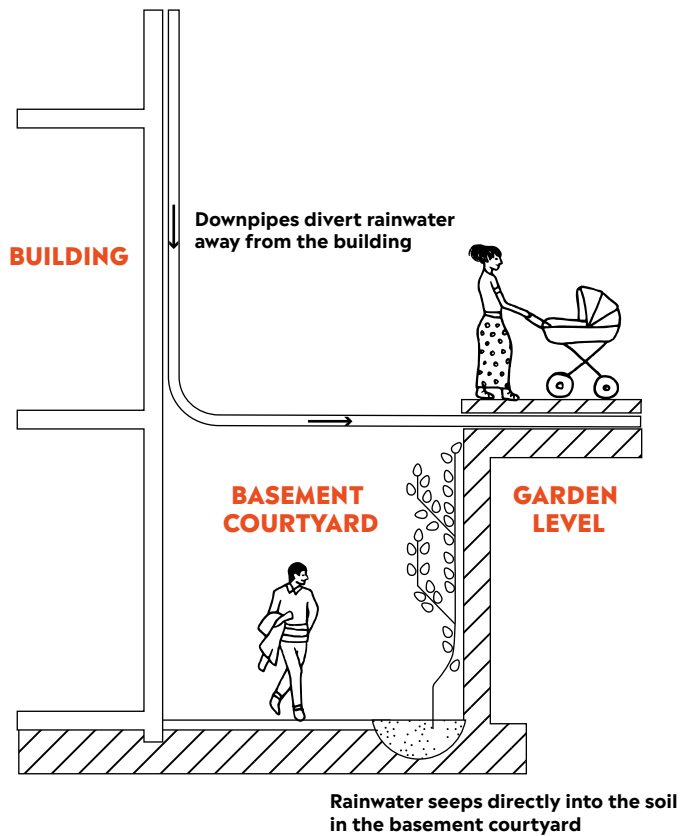 Downpipes divert rainwater
away from the building
BUILDING
BASEMENT
COURTYARD
GARDEN
LEVEL
Rainwater seeps directly into the soil
in the basement courtyard